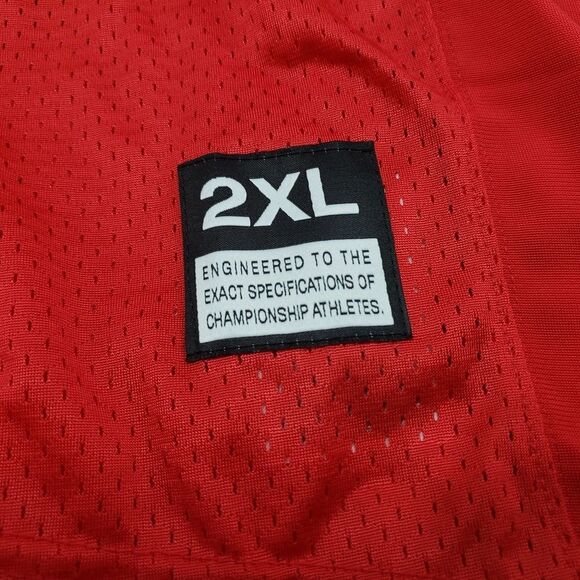 2XL
ENGINEERED TO THE
EXACT SPECIFICATIONS OF
CHAMPIONSHIP ATHLETES.